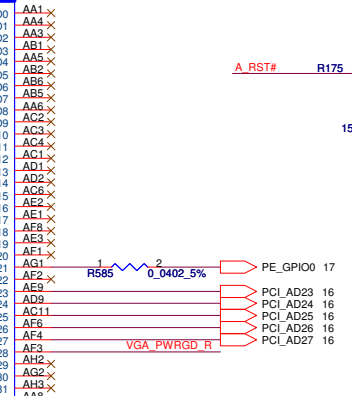 AA1
AA4
AA3
AB1
AA5
AB2
A_RST#
R175
AB6
AB5
AA6
AC2
AC3
15
AC4
AC1
AD1
AD2
AC6
AE2
AE1
AF8
AE3
AF1
AG1
1
2
PE_GPIO0 17
R585
0_0402_5%
AF2
AE9
PCI_AD23 16
AD9
PCI_AD24 16
AC11
PCI_AD25 16
AF6
PCI_AD26 16
AF4
PCI_AD27 16
AF3
VGA_PWRGD_R
AH2
AG2
AH3